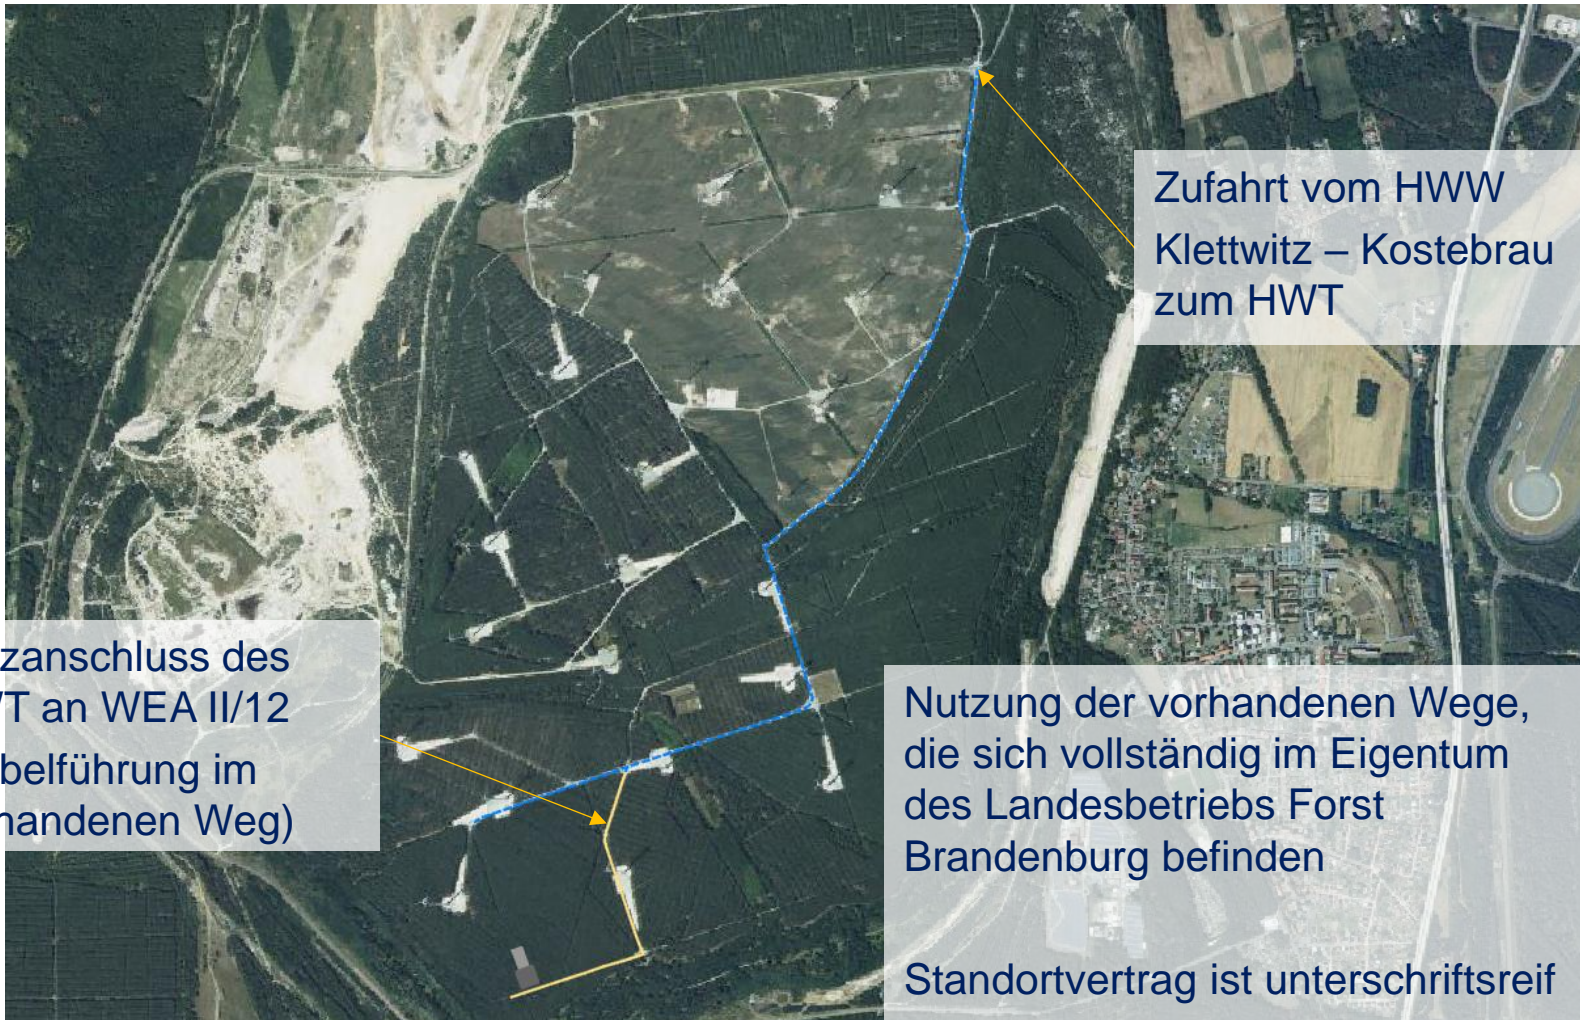 Zufahrt vom HWW
Klettwitz – Kostebrau
zum HWT
zanschluss des
T an WEA II/12
belführung im
handenen Weg)
Nutzung der vorhandenen Wege,
die sich vollständig im Eigentum
des Landesbetriebs Forst
Brandenburg befinden
Standortvertrag ist unterschriftsreif